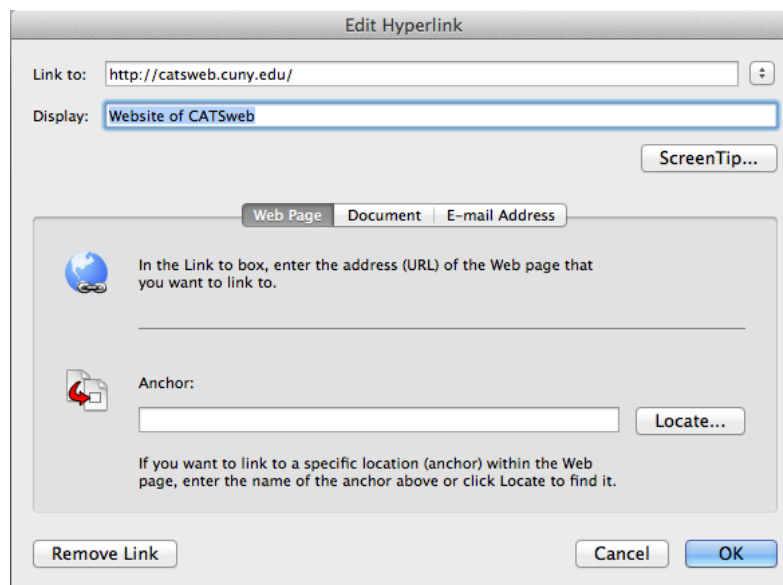 Edit Hyperlink
Link to: http://catsweb.cuny.edu/
Display: Website of CATSweb
ScreenTip...
Web Page Document E-mail Address
In the Link to box, enter the address (URL) of the Web page that
you want to link to.
Anchor:
Locate...
If you want to link to a specific location (anchor) within the Web
page, enter the name of the anchor above or click Locate to find it.
Remove Link Cancel OK